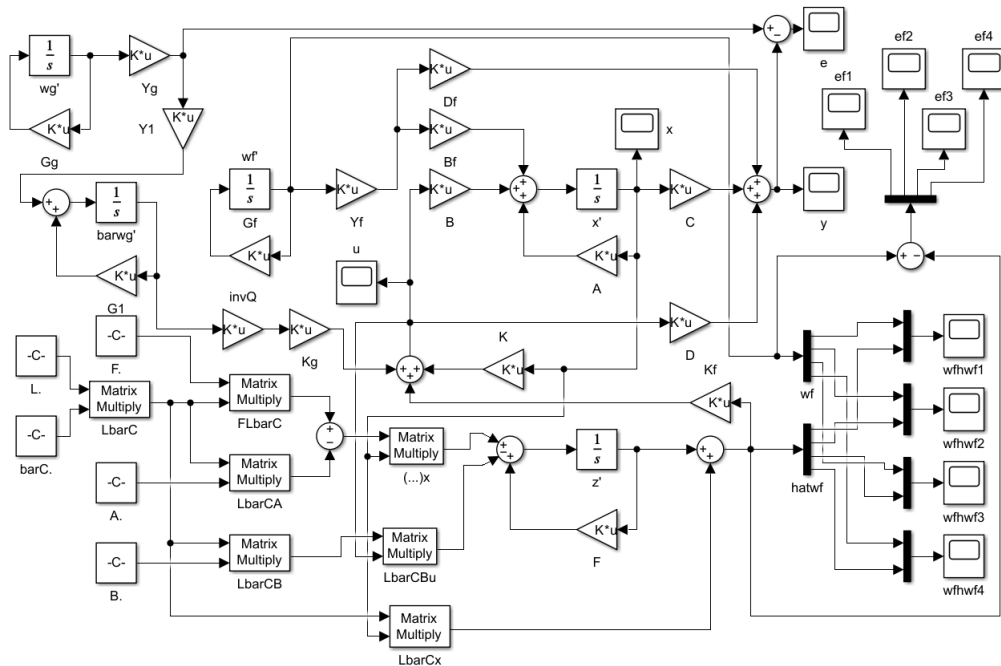 1
s
wg'
K*u
Yg
K*u
Gg
K*u
Y1
+
+
1
s
barwg'
K*u
G1
wf'
1
s
Gf
K*u
K*u
Yf
invQ
K*u
K*u
Kg
K*u
Df
K*u
Bf
K*u
B
+
+
+
1
s
x'
K*u
A
x
K*u
C
+
+
+
+
−
e
y
u
K*u
D
K
K*u
+
+
+
Kf
K*u
ef1
ef2
ef3
ef4
+ −
-C-
L.
-C-
barC.
-C-
F.
-C-
A.
-C-
B.
Matrix
Multiply
LbarC
Matrix
Multiply
FLbarC
Matrix
Multiply
LbarCA
Matrix
Multiply
LbarCB
+
−
Matrix
Multiply
(...)x
Matrix
Multiply
LbarCBu
Matrix
Multiply
LbarCx
+
−
+
1
s
z'
K*u
F
+
+
wf
hatwf
wfhwf1
wfhwf2
wfhwf3
wfhwf4